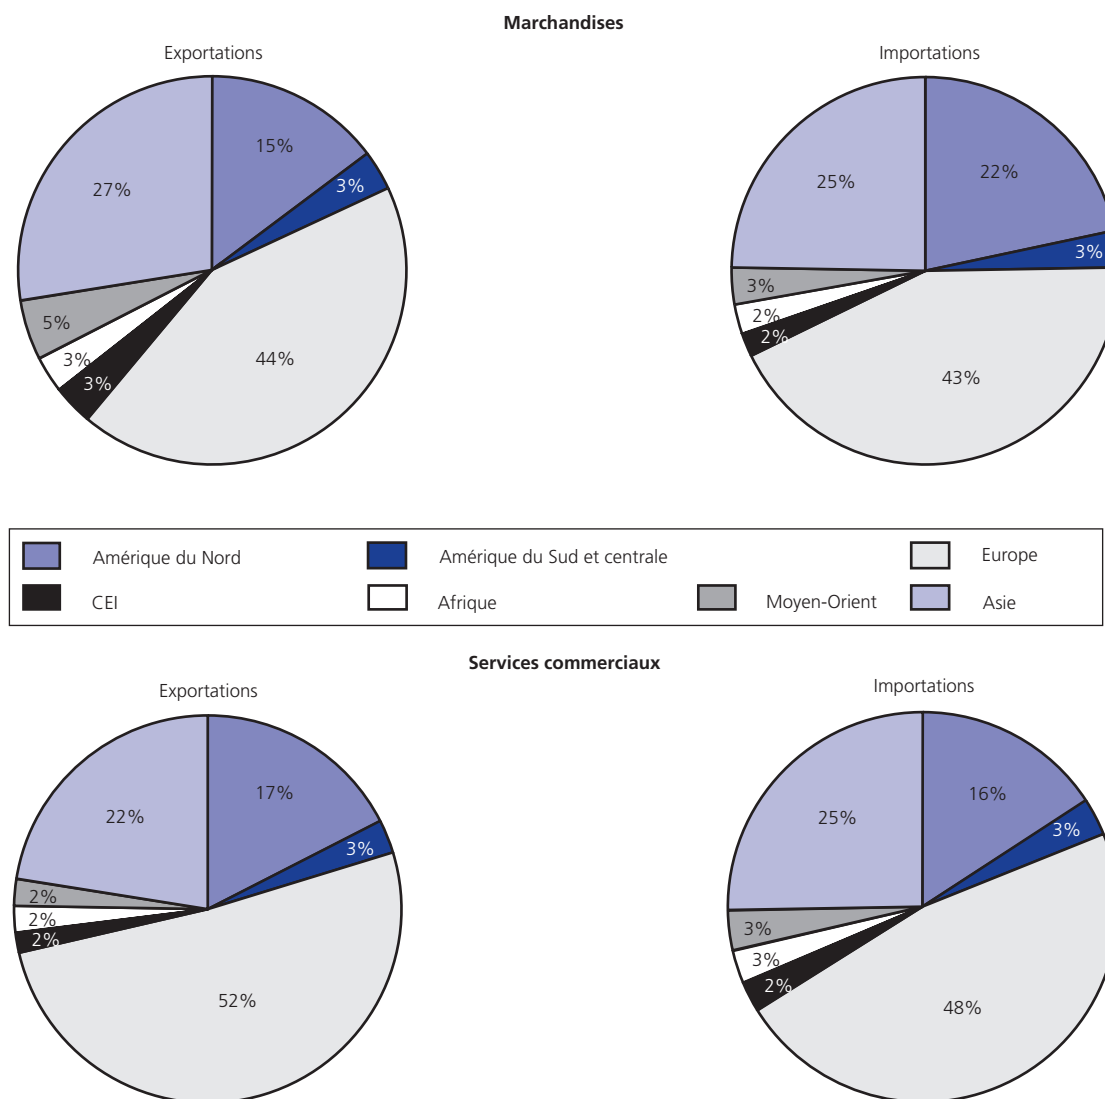 Marchandises
Exportations
Importations
15%
3%
44%
3%
3%
5%
27%
22%
3%
43%
2%
2%
3%
25%
Amérique du Nord
Amérique du Sud et centrale
Europe
CEI
Afrique
Moyen-Orient
Asie
Services commerciaux
Exportations
Importations
17%
3%
52%
2%
2%
2%
22%
16%
3%
48%
2%
3%
3%
25%